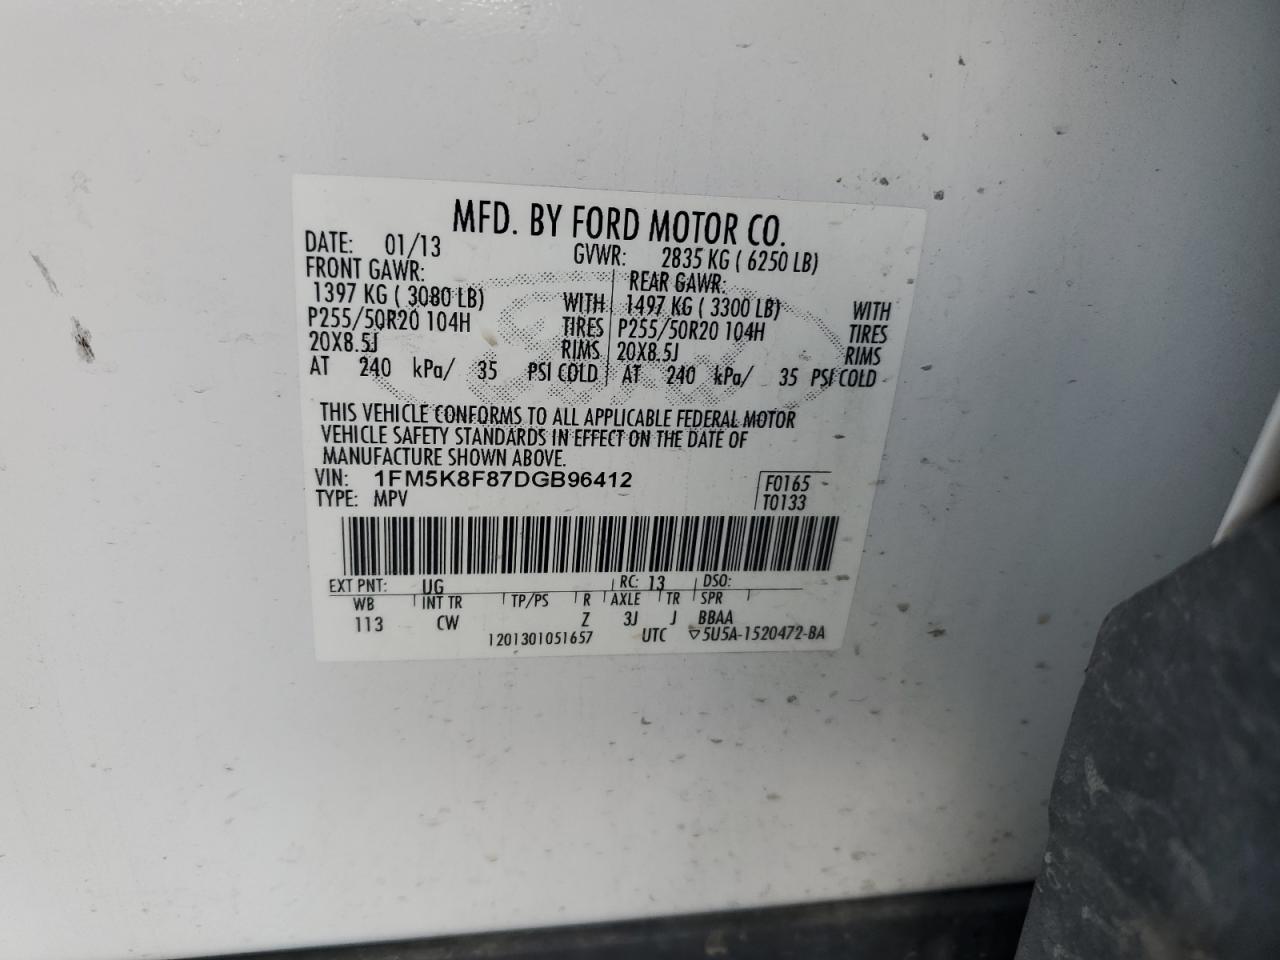 MFD. BY FORD MOTOR CO.
DATE: 01/13 GVWR: 2835 KG ( 6250 LB)
FRONT GAWR: REAR GAWR:
1397 KG ( 3080 LB) WITH 1497 KG ( 3300 LB) WITH
P255/50R20 104H TIRES P255/50R20 104H TIRES
20X8.5J RIMS 20X8.5J RIMS
AT 240 kPa/ 35 PSI COLD AT 240 kPa/ 35 PSI COLD
THIS VEHICLE CONFORMS TO ALL APPLICABLE FEDERAL MOTOR
VEHICLE SAFETY STANDARDS IN EFFECT ON THE DATE OF
MANUFACTURE SHOWN ABOVE.
VIN: 1FM5K8F87DGB96412 F0165
TYPE: MPV T0133
EXT PNT: UG RC: 13 DSO:
WB INT TR TP/PS R AXLE TR SPR
113 CW Z 3J J BBAA
1201301051657 UTC ▽5U5A-1520472-BA